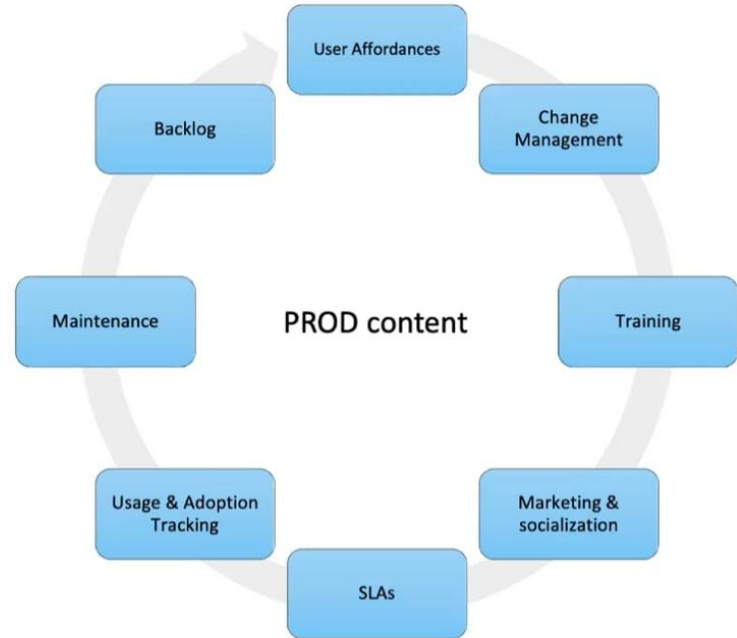 User Affordances
Change
Management
Training
Marketing &
socialization
SLAs
Usage & Adoption
Tracking
Maintenance
Backlog
PROD content